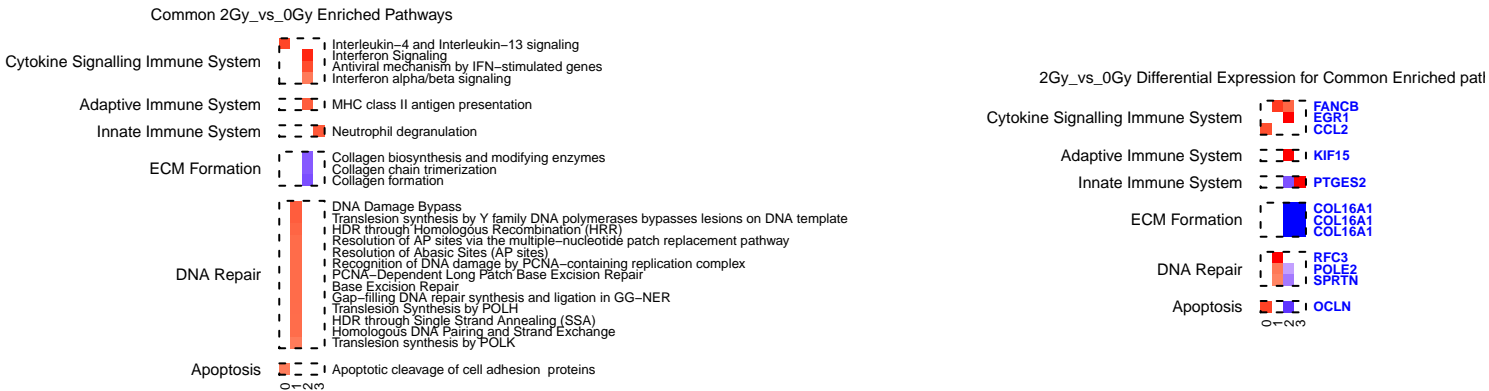 Common 2Gy_vs_0Gy Enriched Pathways
Cytokine Signalling Immune System
Interleukin−4 and Interleukin−13 signaling
Interferon Signaling
Antiviral mechanism by IFN−stimulated genes
Interferon alpha/beta signaling
Adaptive Immune System
MHC class II antigen presentation
Innate Immune System
Neutrophil degranulation
ECM Formation
Collagen biosynthesis and modifying enzymes
Collagen chain trimerization
Collagen formation
DNA Repair
DNA Damage Bypass
Translesion synthesis by Y family DNA polymerases bypasses lesions on DNA template
HDR through Homologous Recombination (HRR)
Resolution of AP sites via the multiple−nucleotide patch replacement pathway
Resolution of Abasic Sites (AP sites)
Recognition of DNA damage by PCNA−containing replication complex
PCNA−Dependent Long Patch Base Excision Repair
Base Excision Repair
Gap−filling DNA repair synthesis and ligation in GG−NER
Translesion Synthesis by POLH
HDR through Single Strand Annealing (SSA)
Homologous DNA Pairing and Strand Exchange
Translesion synthesis by POLK
Apoptosis
Apoptotic cleavage of cell adhesion proteins
0 1 2 3
2Gy_vs_0Gy Differential Expression for Common Enriched pat
Cytokine Signalling Immune System
FANCB
EGR1
CCL2
Adaptive Immune System
KIF15
Innate Immune System
PTGES2
ECM Formation
COL16A1
COL16A1
COL16A1
DNA Repair
RFC3
POLE2
SPRTN
Apoptosis
OCLN
0 1 2 3